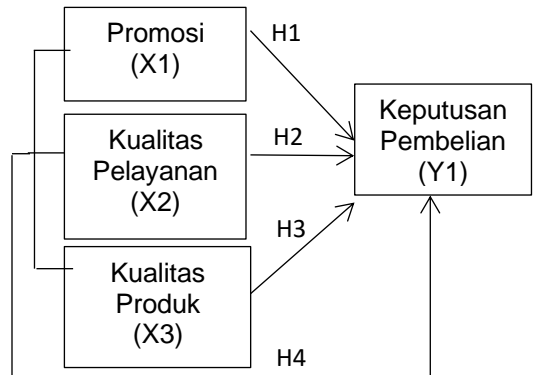 Promosi
(X1)
H1
Keputusan
Pembelian
(Y1)
Kualitas
Pelayanan
(X2)
H2
H3
Kualitas
Produk
(X3)
H4